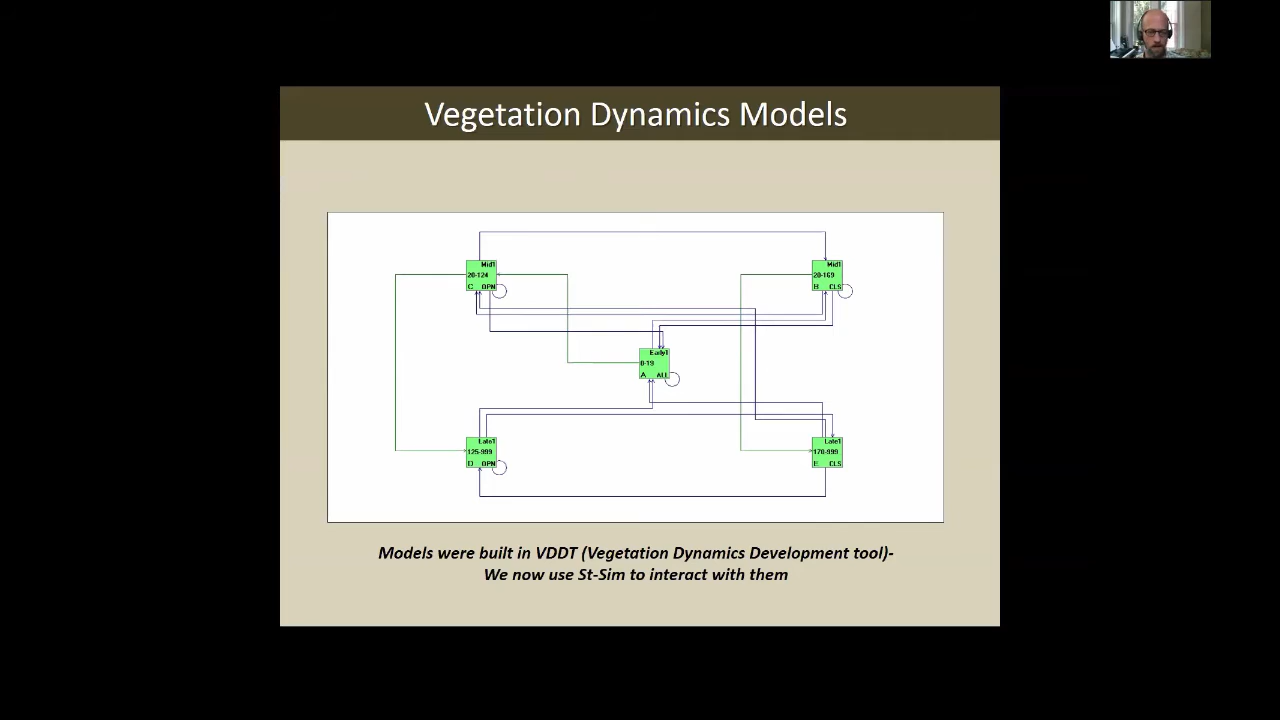 Vegetation Dynamics Models
Mid1
20-124
C OPN
Mid1
20-169
B CLS
Early1
0-19
A ALL
Late1
125-999
D OPN
Late1
170-999
E CLS
Models were built in VDDT (Vegetation Dynamics Development tool)-
We now use St-Sim to interact with them